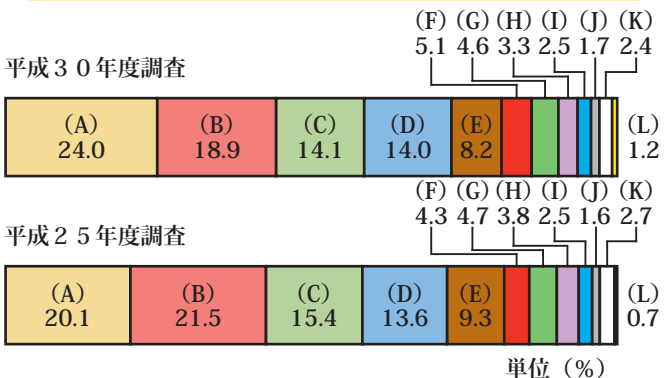 (F) (G) (H) (I) (J) (K)
5.1 4.6 3.3 2.5 1.7 2.4
平成30年度調査
(A) (B) (C) (D) (E) (L)
24.0 18.9 14.1 14.0 8.2 1.2
(F) (G) (H) (I) (J) (K)
4.3 4.7 3.8 2.5 1.6 2.7
平成25年度調査
(A) (B) (C) (D) (E) (L)
20.1 21.5 15.4 13.6 9.3 0.7
単位(%)